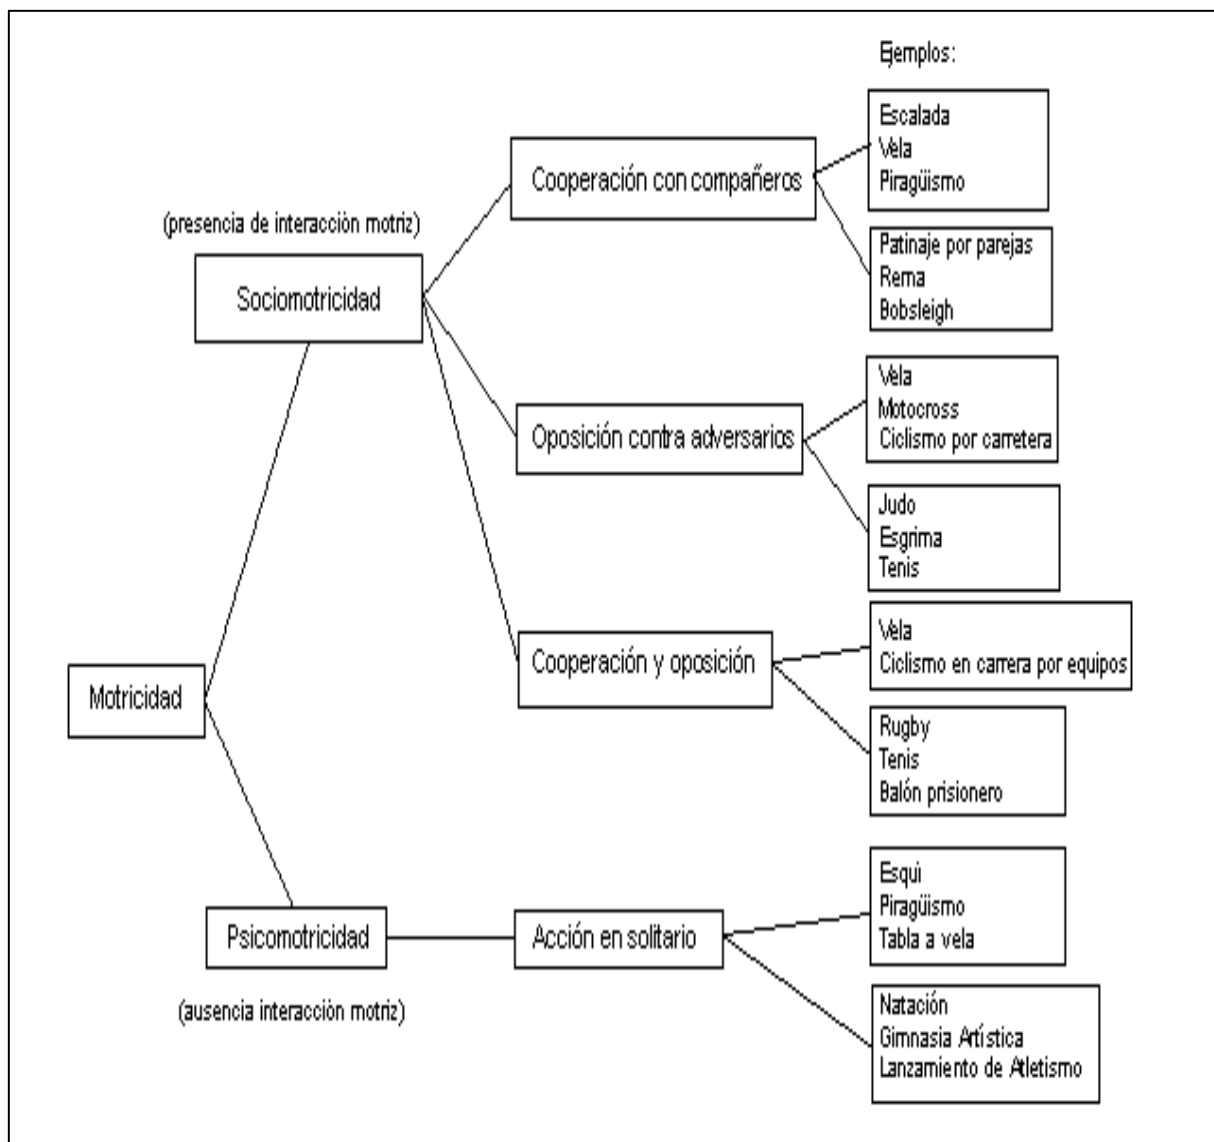 Ejemplos:
Escalada
Vela
Piragüismo
Cooperación con compañeros
Patinaje por parejas
Rema
Bobsleigh
(presencia de interacción motriz)
Sociomotricidad
Vela
Motocross
Ciclismo por carretera
Oposición contra adversarios
Judo
Esgrima
Tenis
Vela
Ciclismo en carrera por equipos
Cooperación y oposición
Rugby
Tenis
Balón prisionero
Motricidad
Esqui
Piragüismo
Tabla a vela
Psicomotricidad
Acción en solitario
(ausencia interacción motriz)
Natación
Gimnasia Artística
Lanzamiento de Atletismo